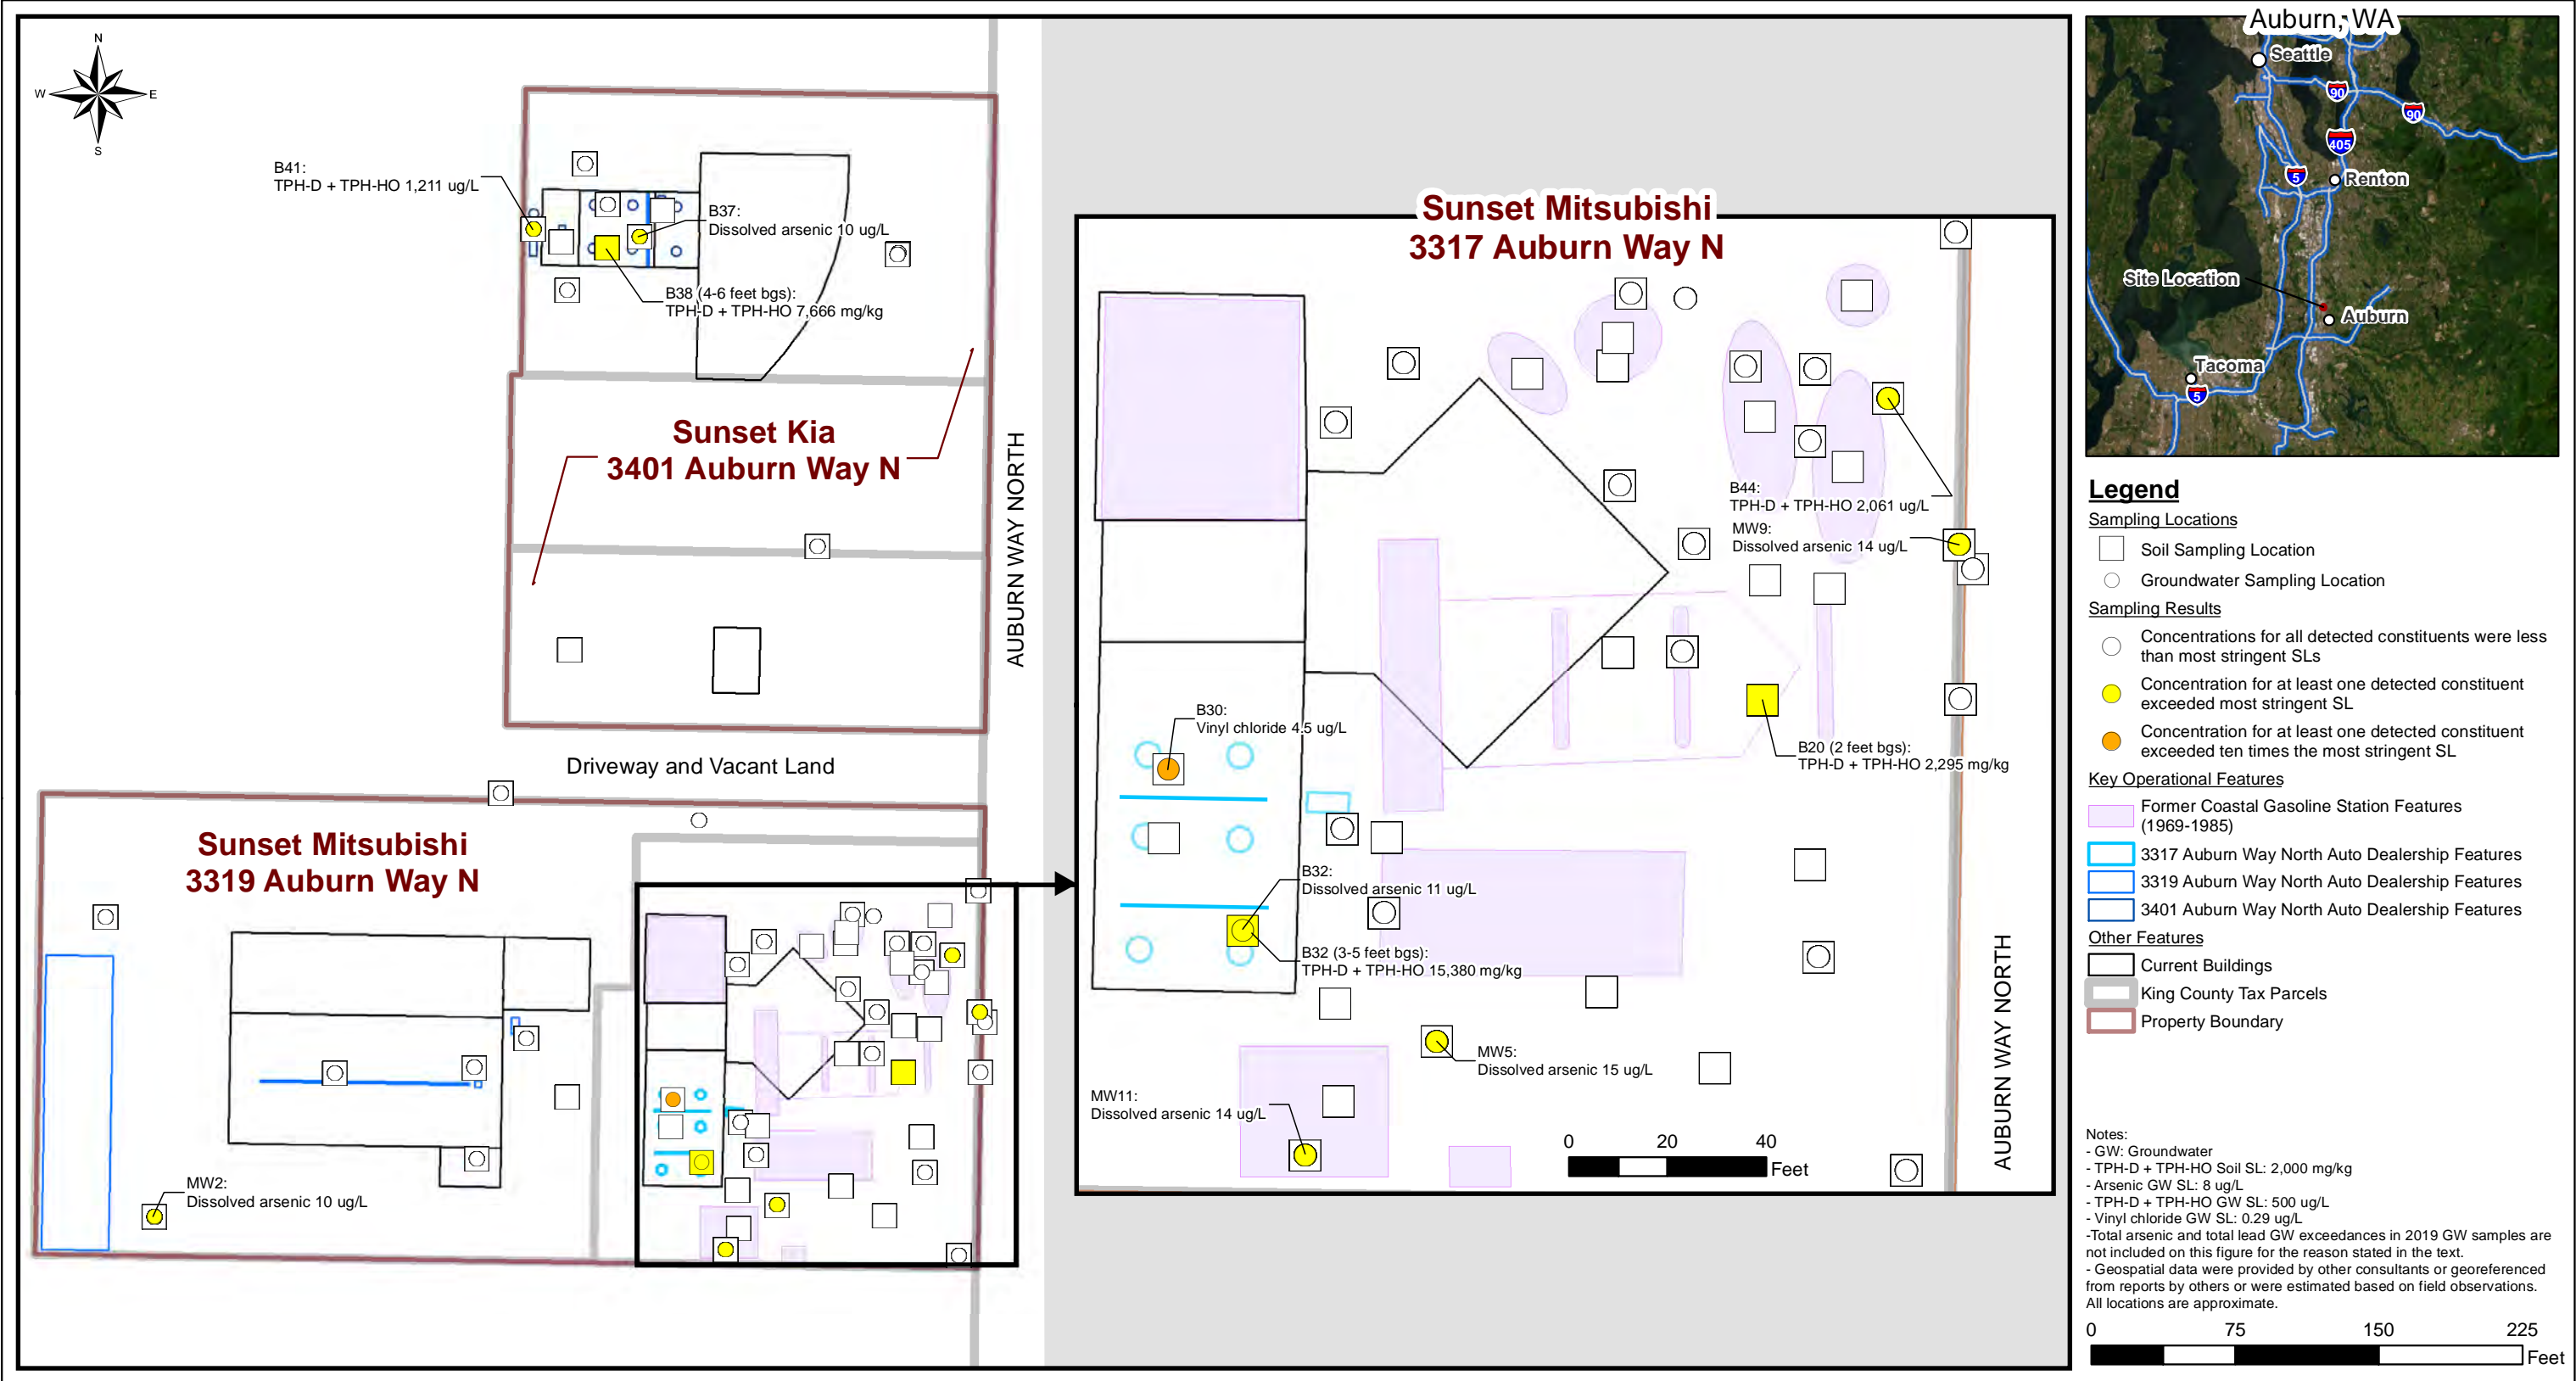 N
W
E
S
B41:
TPH-D + TPH-HO 1,211 ug/L
B37:
Dissolved arsenic 10 ug/L
B38 (4-6 feet bgs):
TPH-D + TPH-HO 7,666 mg/kg
Sunset Kia
3401 Auburn Way N
AUBURN WAY NORTH
Driveway and Vacant Land
Sunset Mitsubishi
3319 Auburn Way N
MW2:
Dissolved arsenic 10 ug/L
Sunset Mitsubishi
3317 Auburn Way N
B44:
TPH-D + TPH-HO 2,061 ug/L
MW9:
Dissolved arsenic 14 ug/L
B30:
Vinyl chloride 4.5 ug/L
B20 (2 feet bgs):
TPH-D + TPH-HO 2,295 mg/kg
B32:
Dissolved arsenic 11 ug/L
B32 (3-5 feet bgs):
TPH-D + TPH-HO 15,380 mg/kg
MW5:
Dissolved arsenic 15 ug/L
MW11:
Dissolved arsenic 14 ug/L
0 20 40
Feet
AUBURN WAY NORTH
Auburn, WA
Seattle
90
90
405
5
Renton
Site Location
Auburn
Tacoma
5
Legend
Sampling Locations
Soil Sampling Location
Groundwater Sampling Location
Sampling Results
Concentrations for all detected constituents were less
than most stringent SLs
Concentration for at least one detected constituent
exceeded most stringent SL
Concentration for at least one detected constituent
exceeded ten times the most stringent SL
Key Operational Features
Former Coastal Gasoline Station Features
(1969-1985)
3317 Auburn Way North Auto Dealership Features
3319 Auburn Way North Auto Dealership Features
3401 Auburn Way North Auto Dealership Features
Other Features
Current Buildings
King County Tax Parcels
Property Boundary
Notes:
- GW: Groundwater
- TPH-D + TPH-HO Soil SL: 2,000 mg/kg
- Arsenic GW SL: 8 ug/L
- TPH-D + TPH-HO GW SL: 500 ug/L
- Vinyl chloride GW SL: 0.29 ug/L
-Total arsenic and total lead GW exceedances in 2019 GW samples are
not included on this figure for the reason stated in the text.
- Geospatial data were provided by other consultants or georeferenced
from reports by others or were estimated based on field observations.
All locations are approximate.
0 75 150 225
Feet